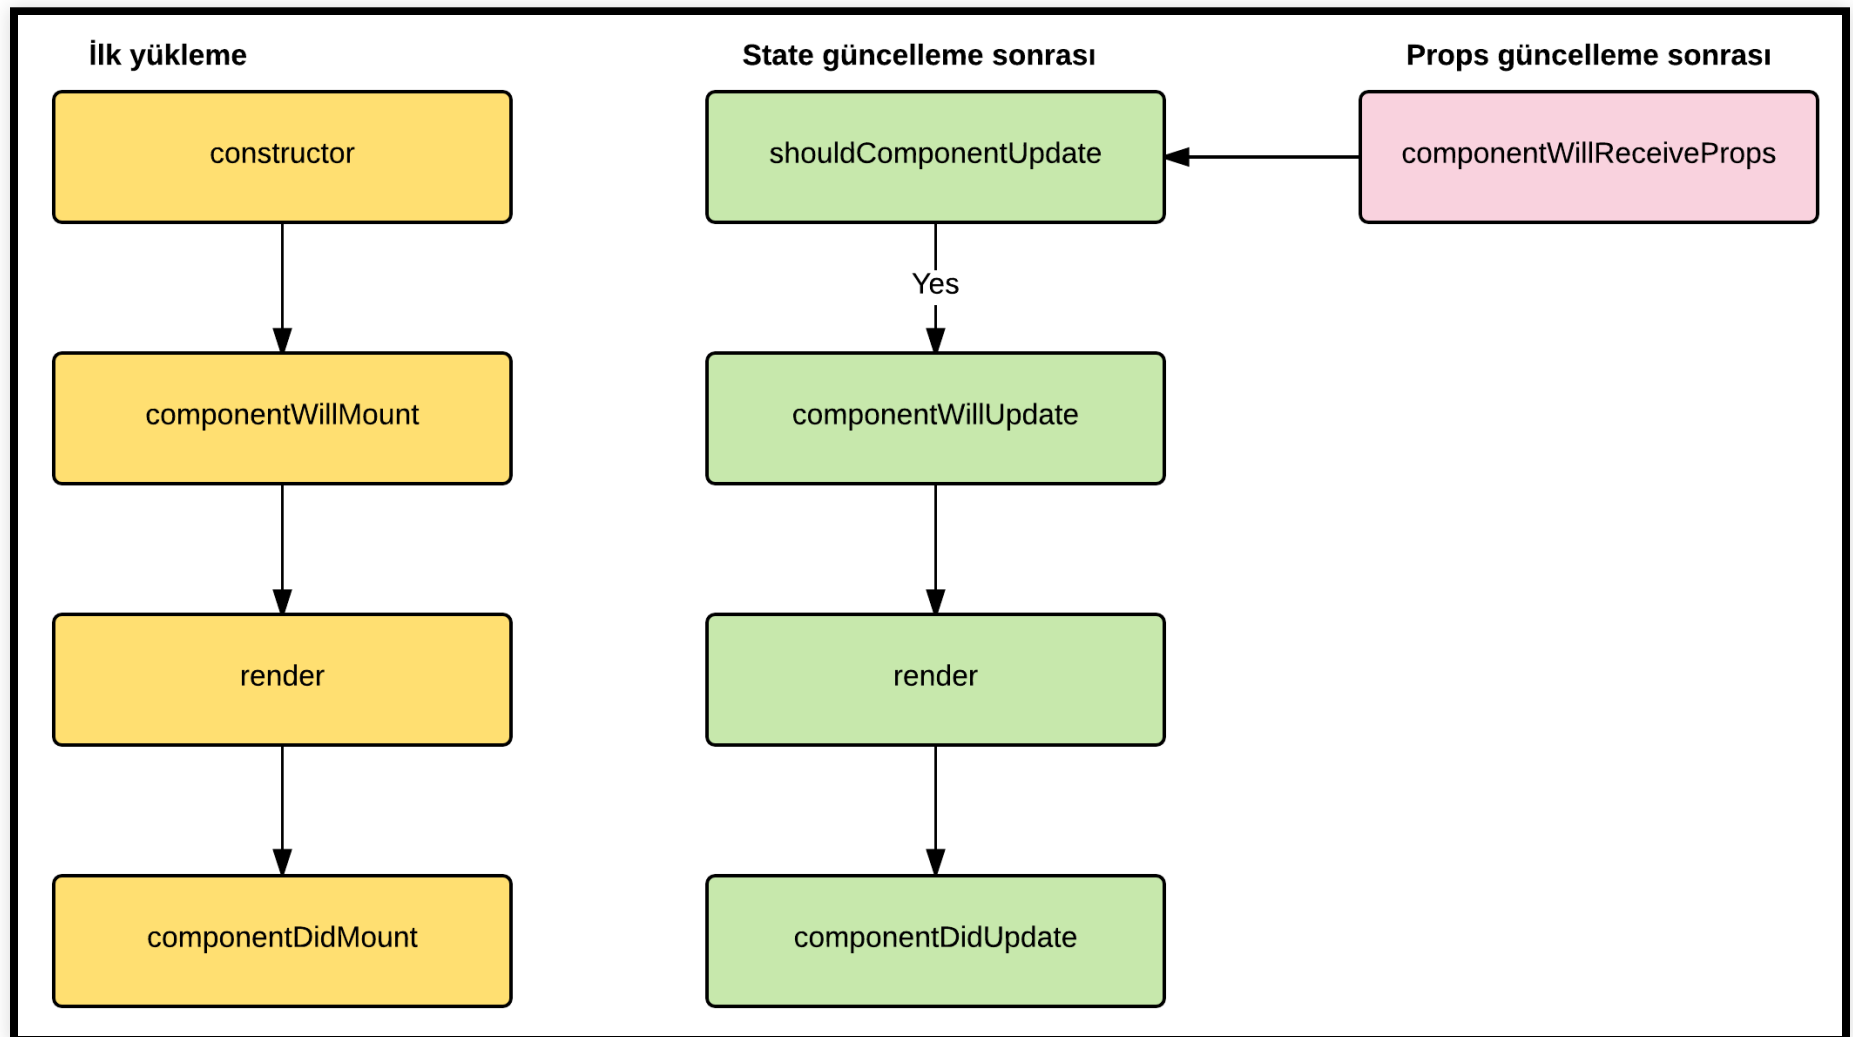 İlk yükleme
constructor
componentWillMount
render
componentDidMount
State güncelleme sonrası
shouldComponentUpdate
Yes
componentWillUpdate
render
componentDidUpdate
Props güncelleme sonrası
componentWillReceiveProps